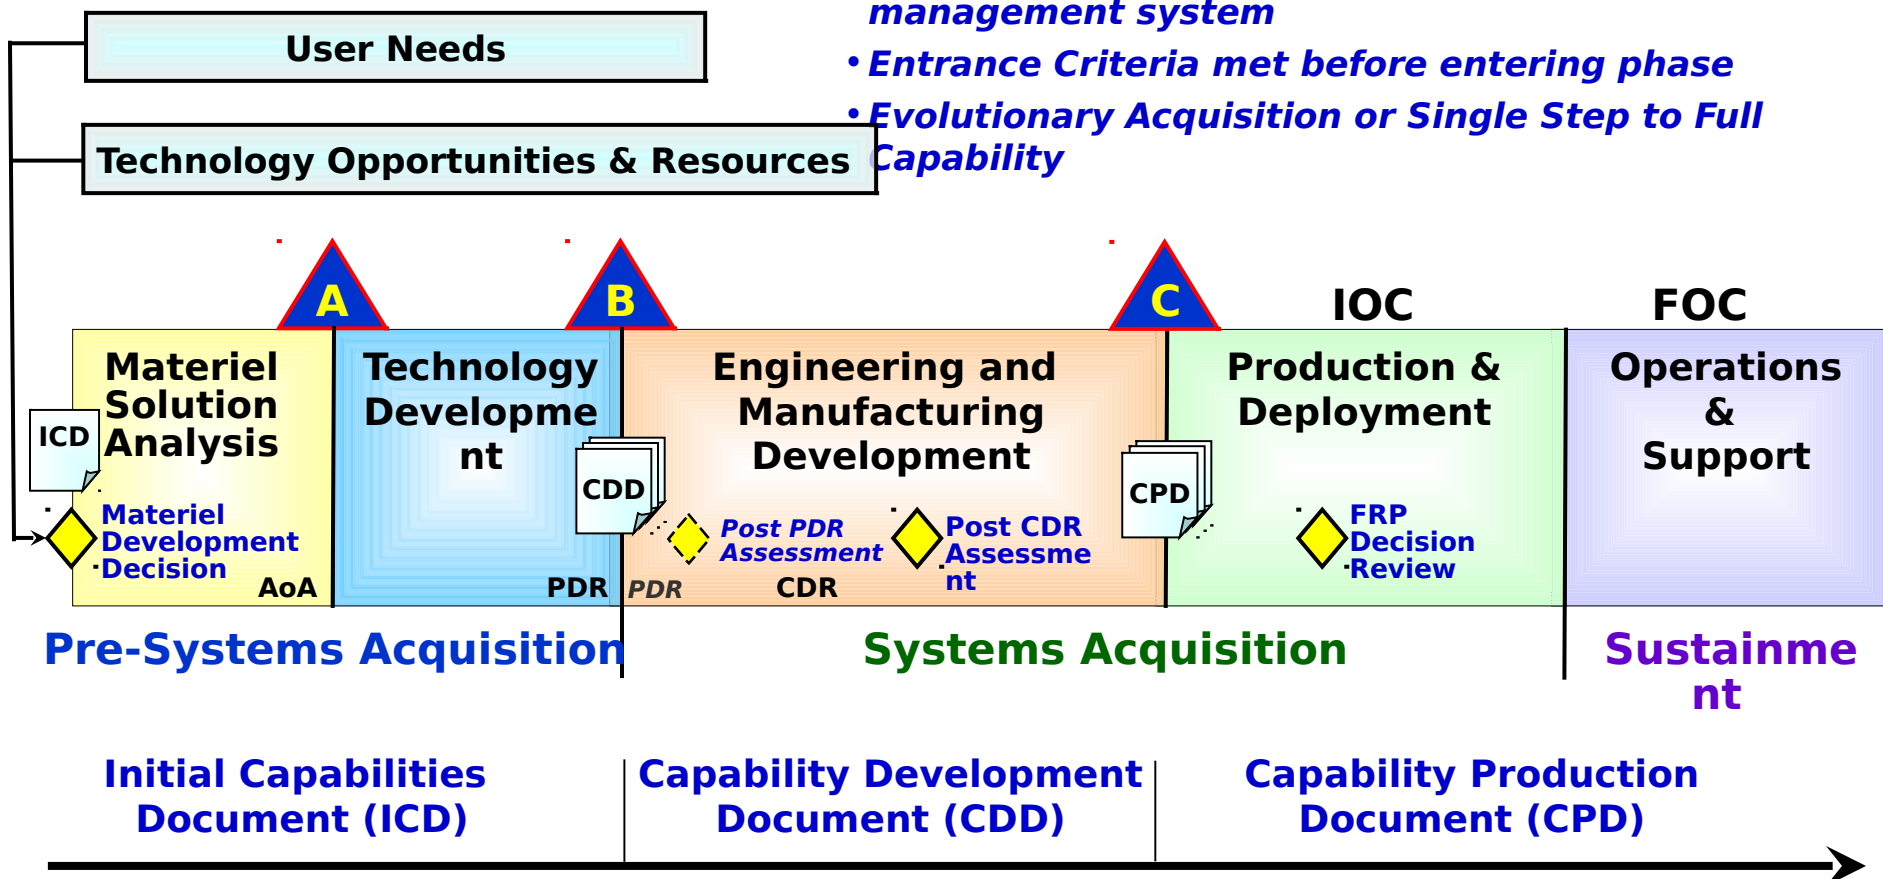 management system
User Needs
• Entrance Criteria met before entering phase
• Evolutionary Acquisition or Single Step to Full
Capability
Technology Opportunities & Resources
A
B
C
IOC
FOC
Materiel
Solution
Analysis
Technology
Developme
nt
Engineering and
Manufacturing
Development
Production &
Deployment
Operations
&
Support
ICD
CDD
CPD
Materiel
Development
Decision
Post PDR
Assessment
Post CDR
Assessme
nt
FRP
Decision
Review
AoA
PDR
PDR
CDR
Pre-Systems Acquisition
Systems Acquisition
Sustainme
nt
Initial Capabilities
Document (ICD)
Capability Development
Document (CDD)
Capability Production
Document (CPD)